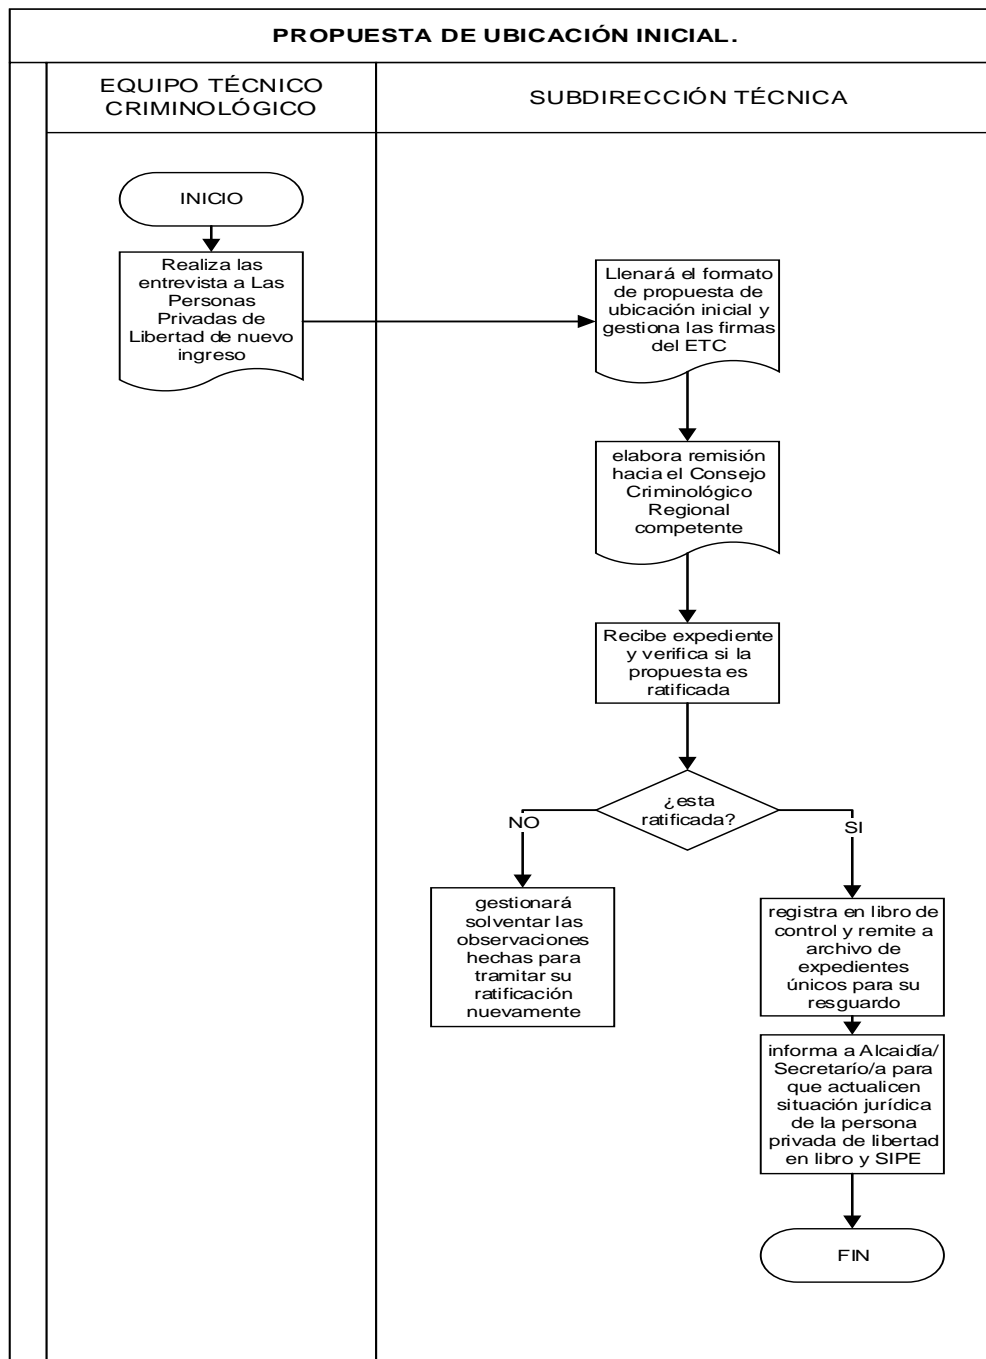 PROPUESTA DE UBICACIÓN INICIAL.
EQUIPO TÉCNICO
CRIMINOLÓGICO
SUBDIRECCIÓN TÉCNICA
INICIO
Realiza las
entrevista a Las
Personas
Privadas de
Libertad de nuevo
ingreso
Llenará el formato
de propuesta de
ubicación inicial y
gestiona las firmas
del ETC
elabora remisión
hacia el Consejo
Criminológico
Regional
competente
Recibe expediente
y verifica si la
propuesta es
ratificada
¿esta
ratificada?
NO
SI
gestionará
solventar las
observaciones
hechas para
tramitar su
ratificación
nuevamente
registra en libro de
control y remite a
archivo de
expedientes
únicos para su
resguardo
informa a Alcaidía/
Secretarío/a para
que actualicen
situación jurídica
de la persona
privada de libertad
en libro y SIPE
FIN